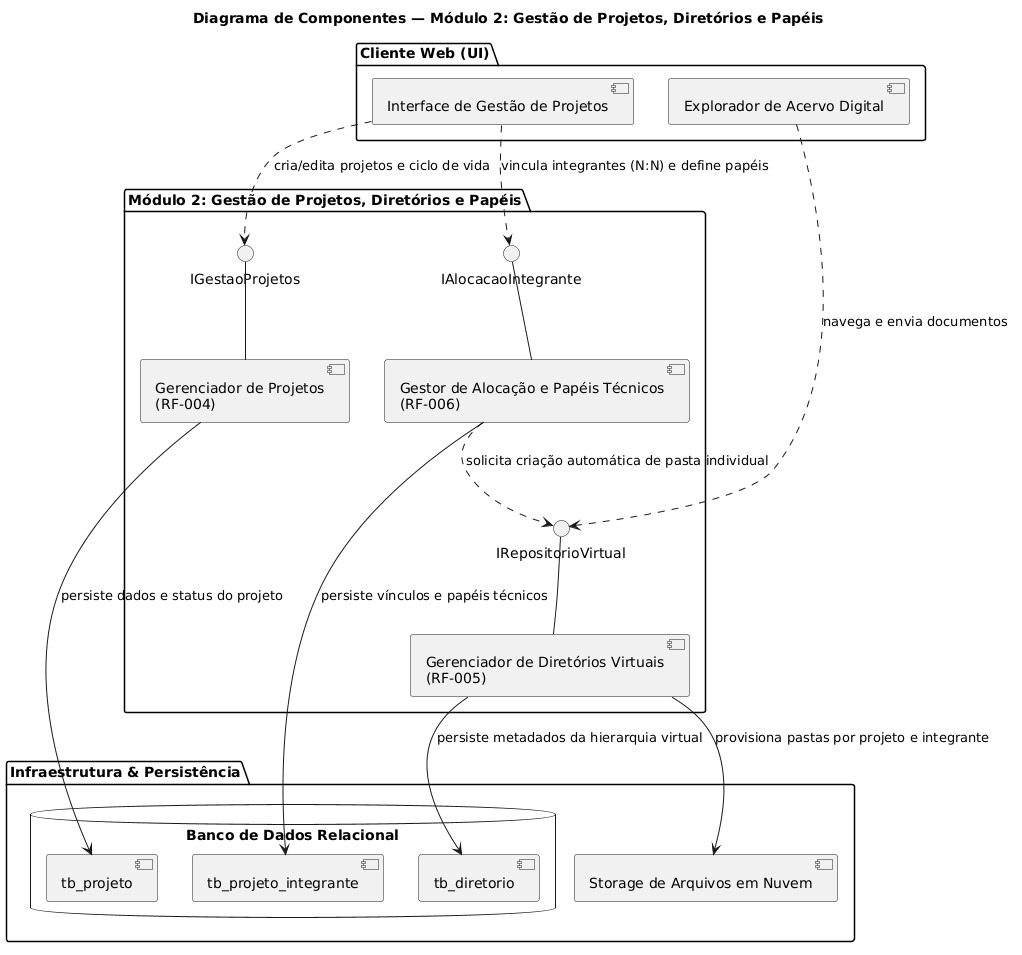 Diagrama de Componentes — Módulo 2: Gestão de Projetos, Diretórios e Papéis
Cliente Web (UI)
Interface de Gestão de Projetos
Explorador de Acervo Digital
cria/edita projetos e ciclo de vida
vincula integrantes (N:N) e define papéis
Módulo 2: Gestão de Projetos, Diretórios e Papéis
IGestaoProjetos
IAlocacaoIntegrante
navega e envia documentos
Gerenciador de Projetos
(RF-004)
Gestor de Alocação e Papéis Técnicos
(RF-006)
solicita criação automática de pasta individual
IRepositorioVirtual
persiste dados e status do projeto
persiste vínculos e papéis técnicos
Gerenciador de Diretórios Virtuais
(RF-005)
persiste metadados da hierarquia virtual
provisiona pastas por projeto e integrante
Infraestrutura & Persistência
Banco de Dados Relacional
tb_projeto
tb_projeto_integrante
tb_diretorio
Storage de Arquivos em Nuvem